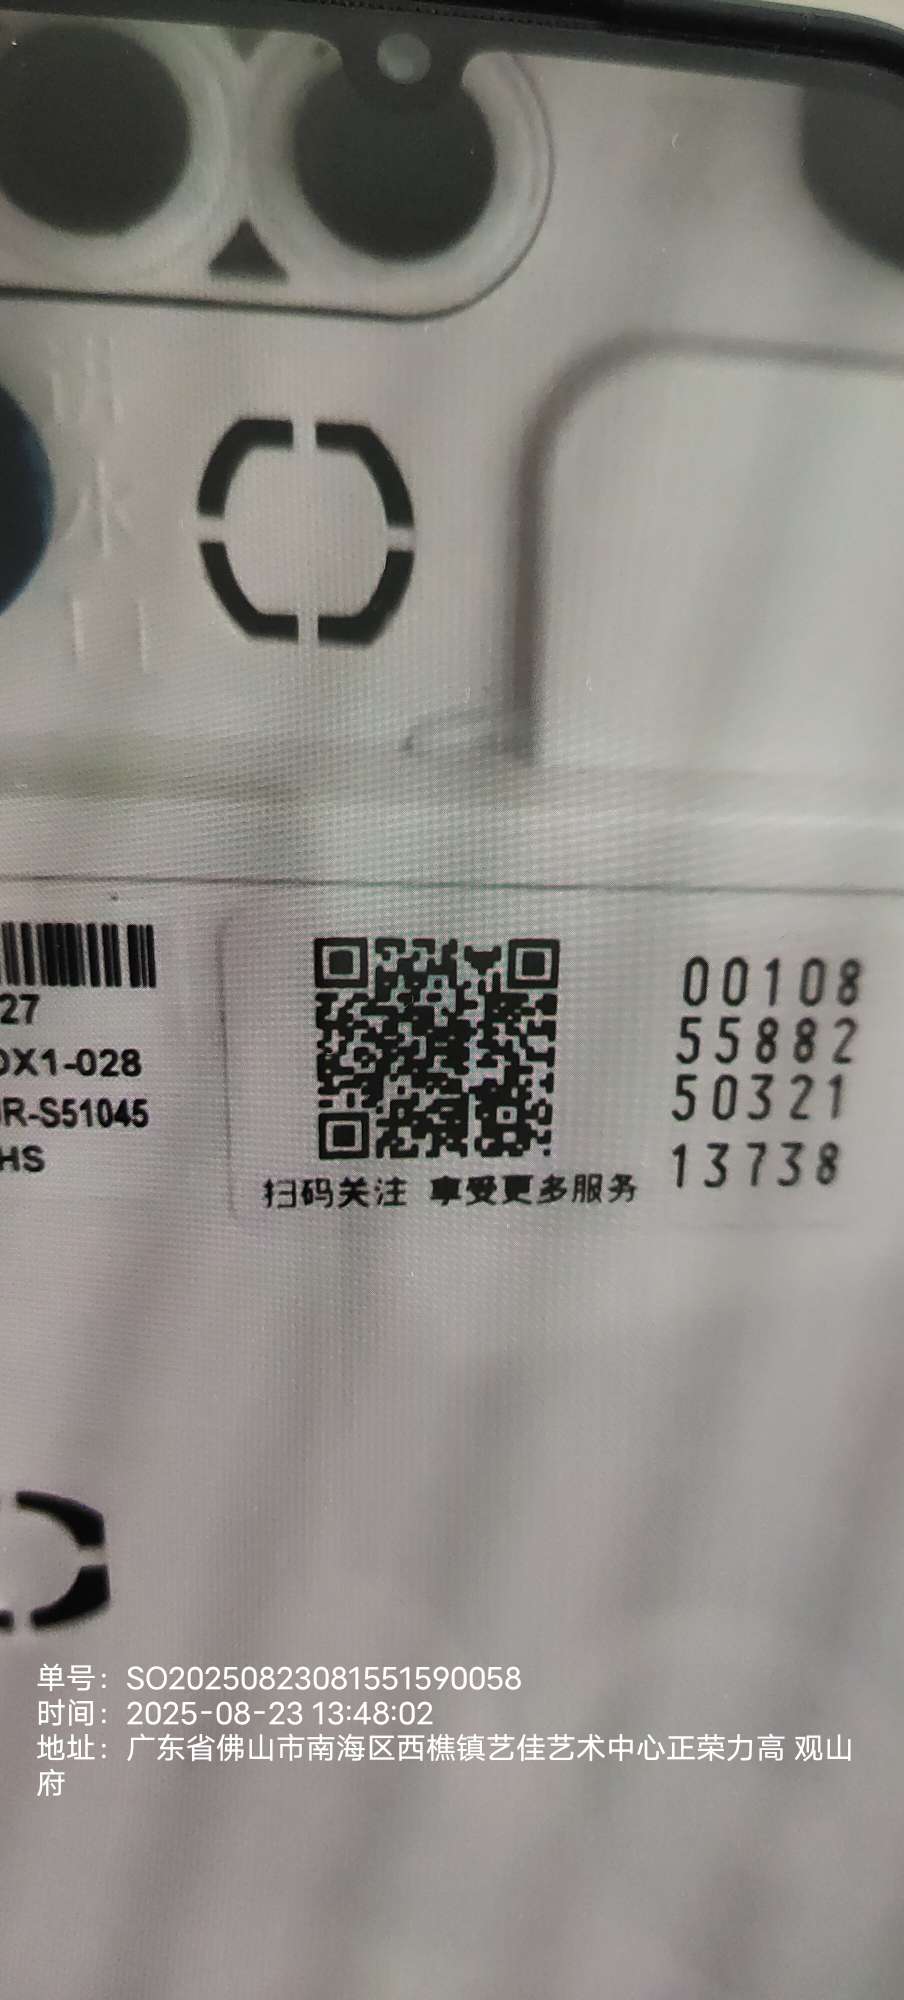 27
DX1-028
R-S51045
HS
扫码关注 享受更多服务
00108
55882
50321
13738
单号：SO20250823081551590058
时间：2025-08-23 13:48:02
地址：广东省佛山市南海区西樵镇艺佳艺术中心正荣力高 观山
府